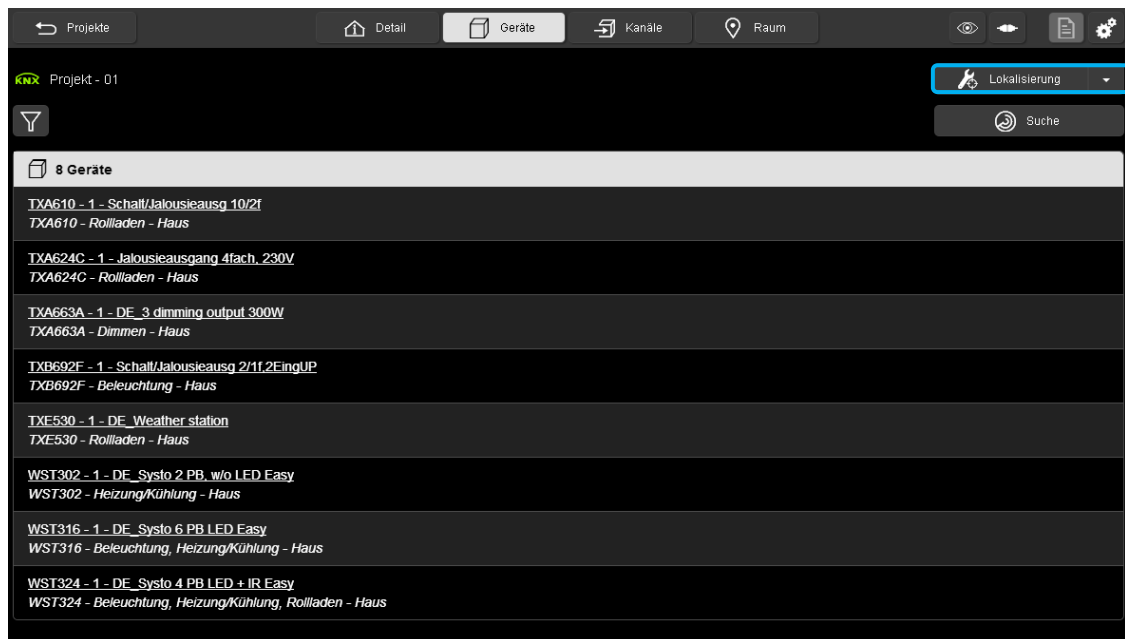 Projekte
Detail
Geräte
Kanäle
Raum
KNX Projekt - 01
Lokalisierung
Suche
8 Geräte
TXA610 - 1 - Schalt/Jalousieausg 10/2f
TXA610 - Rollladen - Haus
TXA624C - 1 - Jalousieausgang 4fach, 230V
TXA624C - Rollladen - Haus
TXA663A - 1 - DE_3 dimming output 300W
TXA663A - Dimmen - Haus
TXB692F - 1 - Schalt/Jalousieausg 2/1f,2EingUP
TXB692F - Beleuchtung - Haus
TXE530 - 1 - DE_Weather station
TXE530 - Rollladen - Haus
WST302 - 1 - DE_Systo 2 PB, w/o LED Easy
WST302 - Heizung/Kühlung - Haus
WST316 - 1 - DE_Systo 6 PB LED Easy
WST316 - Beleuchtung, Heizung/Kühlung - Haus
WST324 - 1 - DE_Systo 4 PB LED + IR Easy
WST324 - Beleuchtung, Heizung/Kühlung, Rollladen - Haus